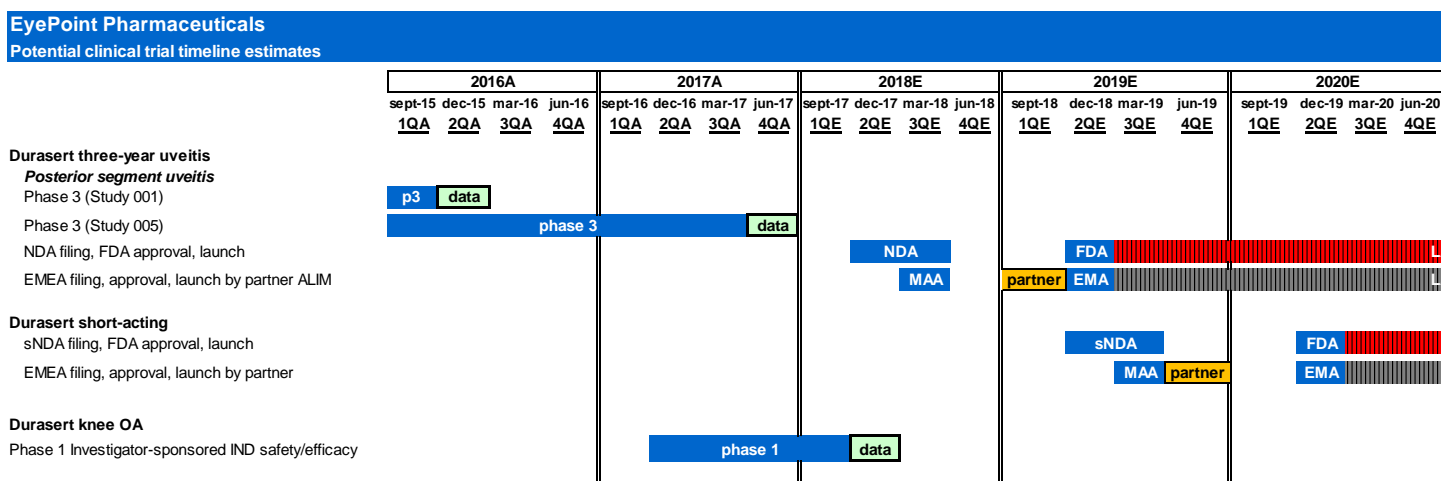 EyePoint Pharmaceuticals
Potential clinical trial timeline estimates
2016A 2017A 2018E 2019E 2020E
sept-15 dec-15 mar-16 jun-16 sept-16 dec-16 mar-17 jun-17 sept-17 dec-17 mar-18 jun-18 sept-18 dec-18 mar-19 jun-19 sept-19 dec-19 mar-20 jun-20
1QA 2QA 3QA 4QA 1QA 2QA 3QA 4QA 1QE 2QE 3QE 4QE 1QE 2QE 3QE 4QE 1QE 2QE 3QE 4QE
Durasert three-year uveitis
Posterior segment uveitis
Phase 3 (Study 001) p3 data
Phase 3 (Study 005) phase 3 data
NDA filing, FDA approval, launch NDA FDA L
EMEA filing, approval, launch by partner ALIM MAA partner EMA L
Durasert short-acting
sNDA filing, FDA approval, launch sNDA FDA
EMEA filing, approval, launch by partner MAA partner EMA
Durasert knee OA
Phase 1 Investigator-sponsored IND safety/efficacy phase 1 data